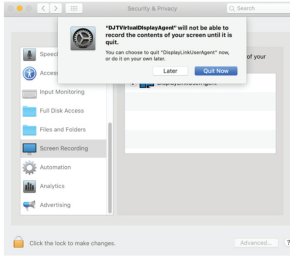 Security & Privacy
Search
"DJTVirtualDisplayAgent" will not be able to
record the contents of your screen until it is
quit.
You can choose to quit "DisplayLinkUserAgent" now,
or do it on your own later.
Later
Quit Now
of your
Speech
Access
Input Monitoring
Full Disk Access
Files and Folders
Screen Recording
Automation
Analytics
Advertising
Click the lock to make changes.
Advanced...
?